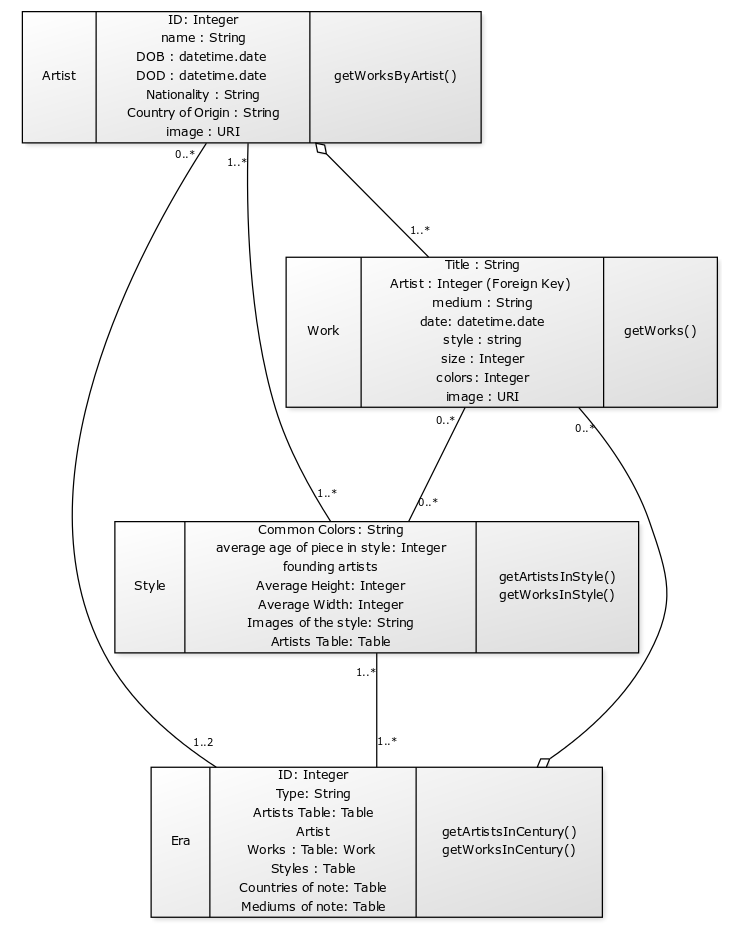 Artist
ID: Integer
name : String
DOB : datetime.date
DOD : datetime.date
Nationality : String
Country of Origin : String
image : URI
getWorksByArtist()
0..*
1..*
1..*
Work
Title : String
Artist : Integer (Foreign Key)
medium : String
date: datetime.date
style : string
size : Integer
colors: Integer
image : URI
getWorks()
0..*
0..*
1..*
0..*
Style
Common Colors: String
average age of piece in style: Integer
founding artists
Average Height: Integer
Average Width: Integer
Images of the style: String
Artists Table: Table
getArtistsInStyle()
getWorksInStyle()
1..*
1..2
1..*
Era
ID: Integer
Type: String
Artists Table: Table
Artist
Works : Table: Work
Styles : Table
Countries of note: Table
Mediums of note: Table
getArtistsInCentury()
getWorksInCentury()